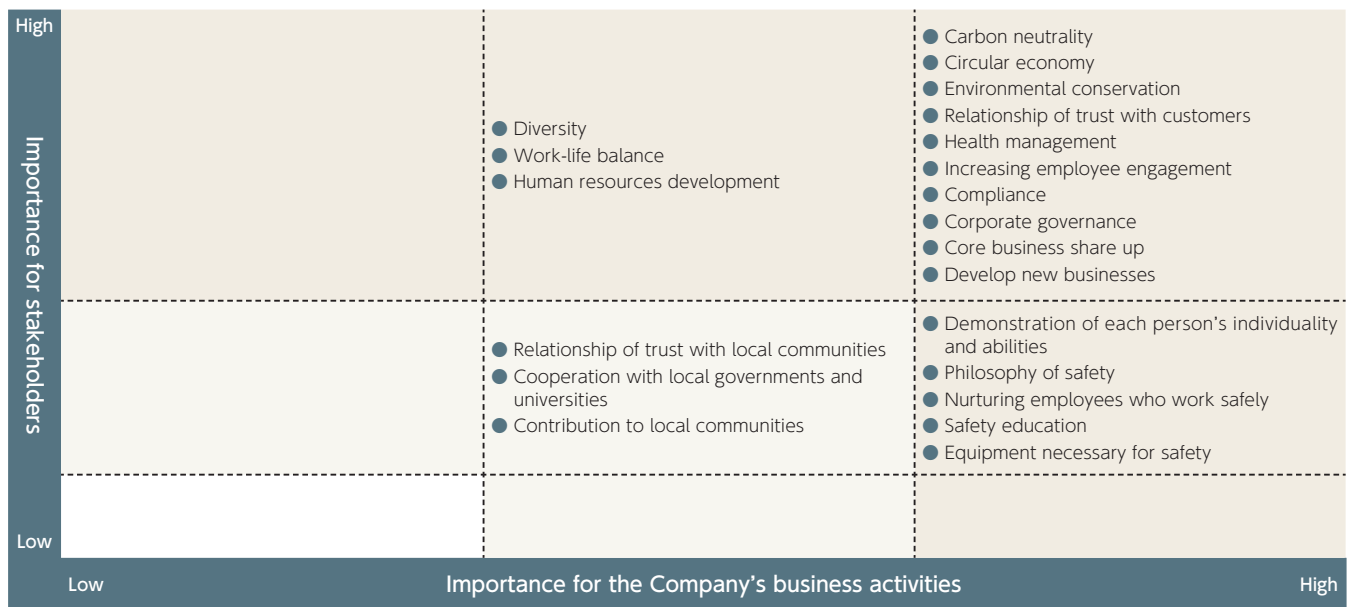 High
Importance for stakeholders
Low
Diversity
Work-life balance
Human resources development
Carbon neutrality
Circular economy
Environmental conservation
Relationship of trust with customers
Health management
Increasing employee engagement
Compliance
Corporate governance
Core business share up
Develop new businesses
Relationship of trust with local communities
Cooperation with local governments and
universities
Contribution to local communities
Demonstration of each person’s individuality
and abilities
Philosophy of safety
Nurturing employees who work safely
Safety education
Equipment necessary for safety
Low
Importance for the Company’s business activities
High